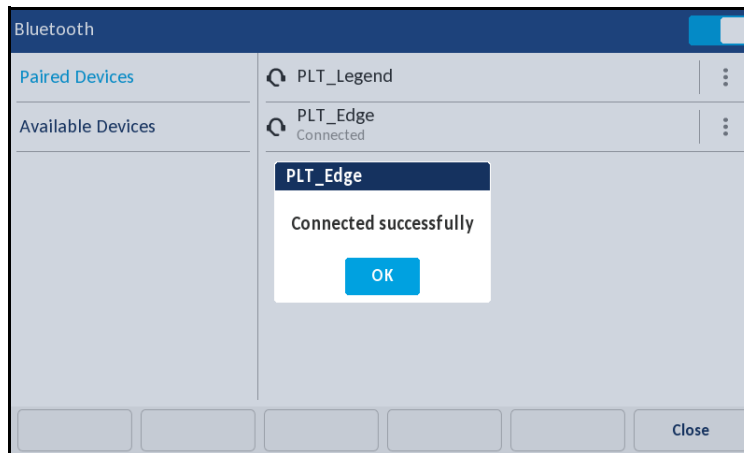 Bluetooth
Paired Devices
Available Devices
PLT_Legend
PLT_Edge
Connected
PLT_Edge
Connected successfully
OK
Close